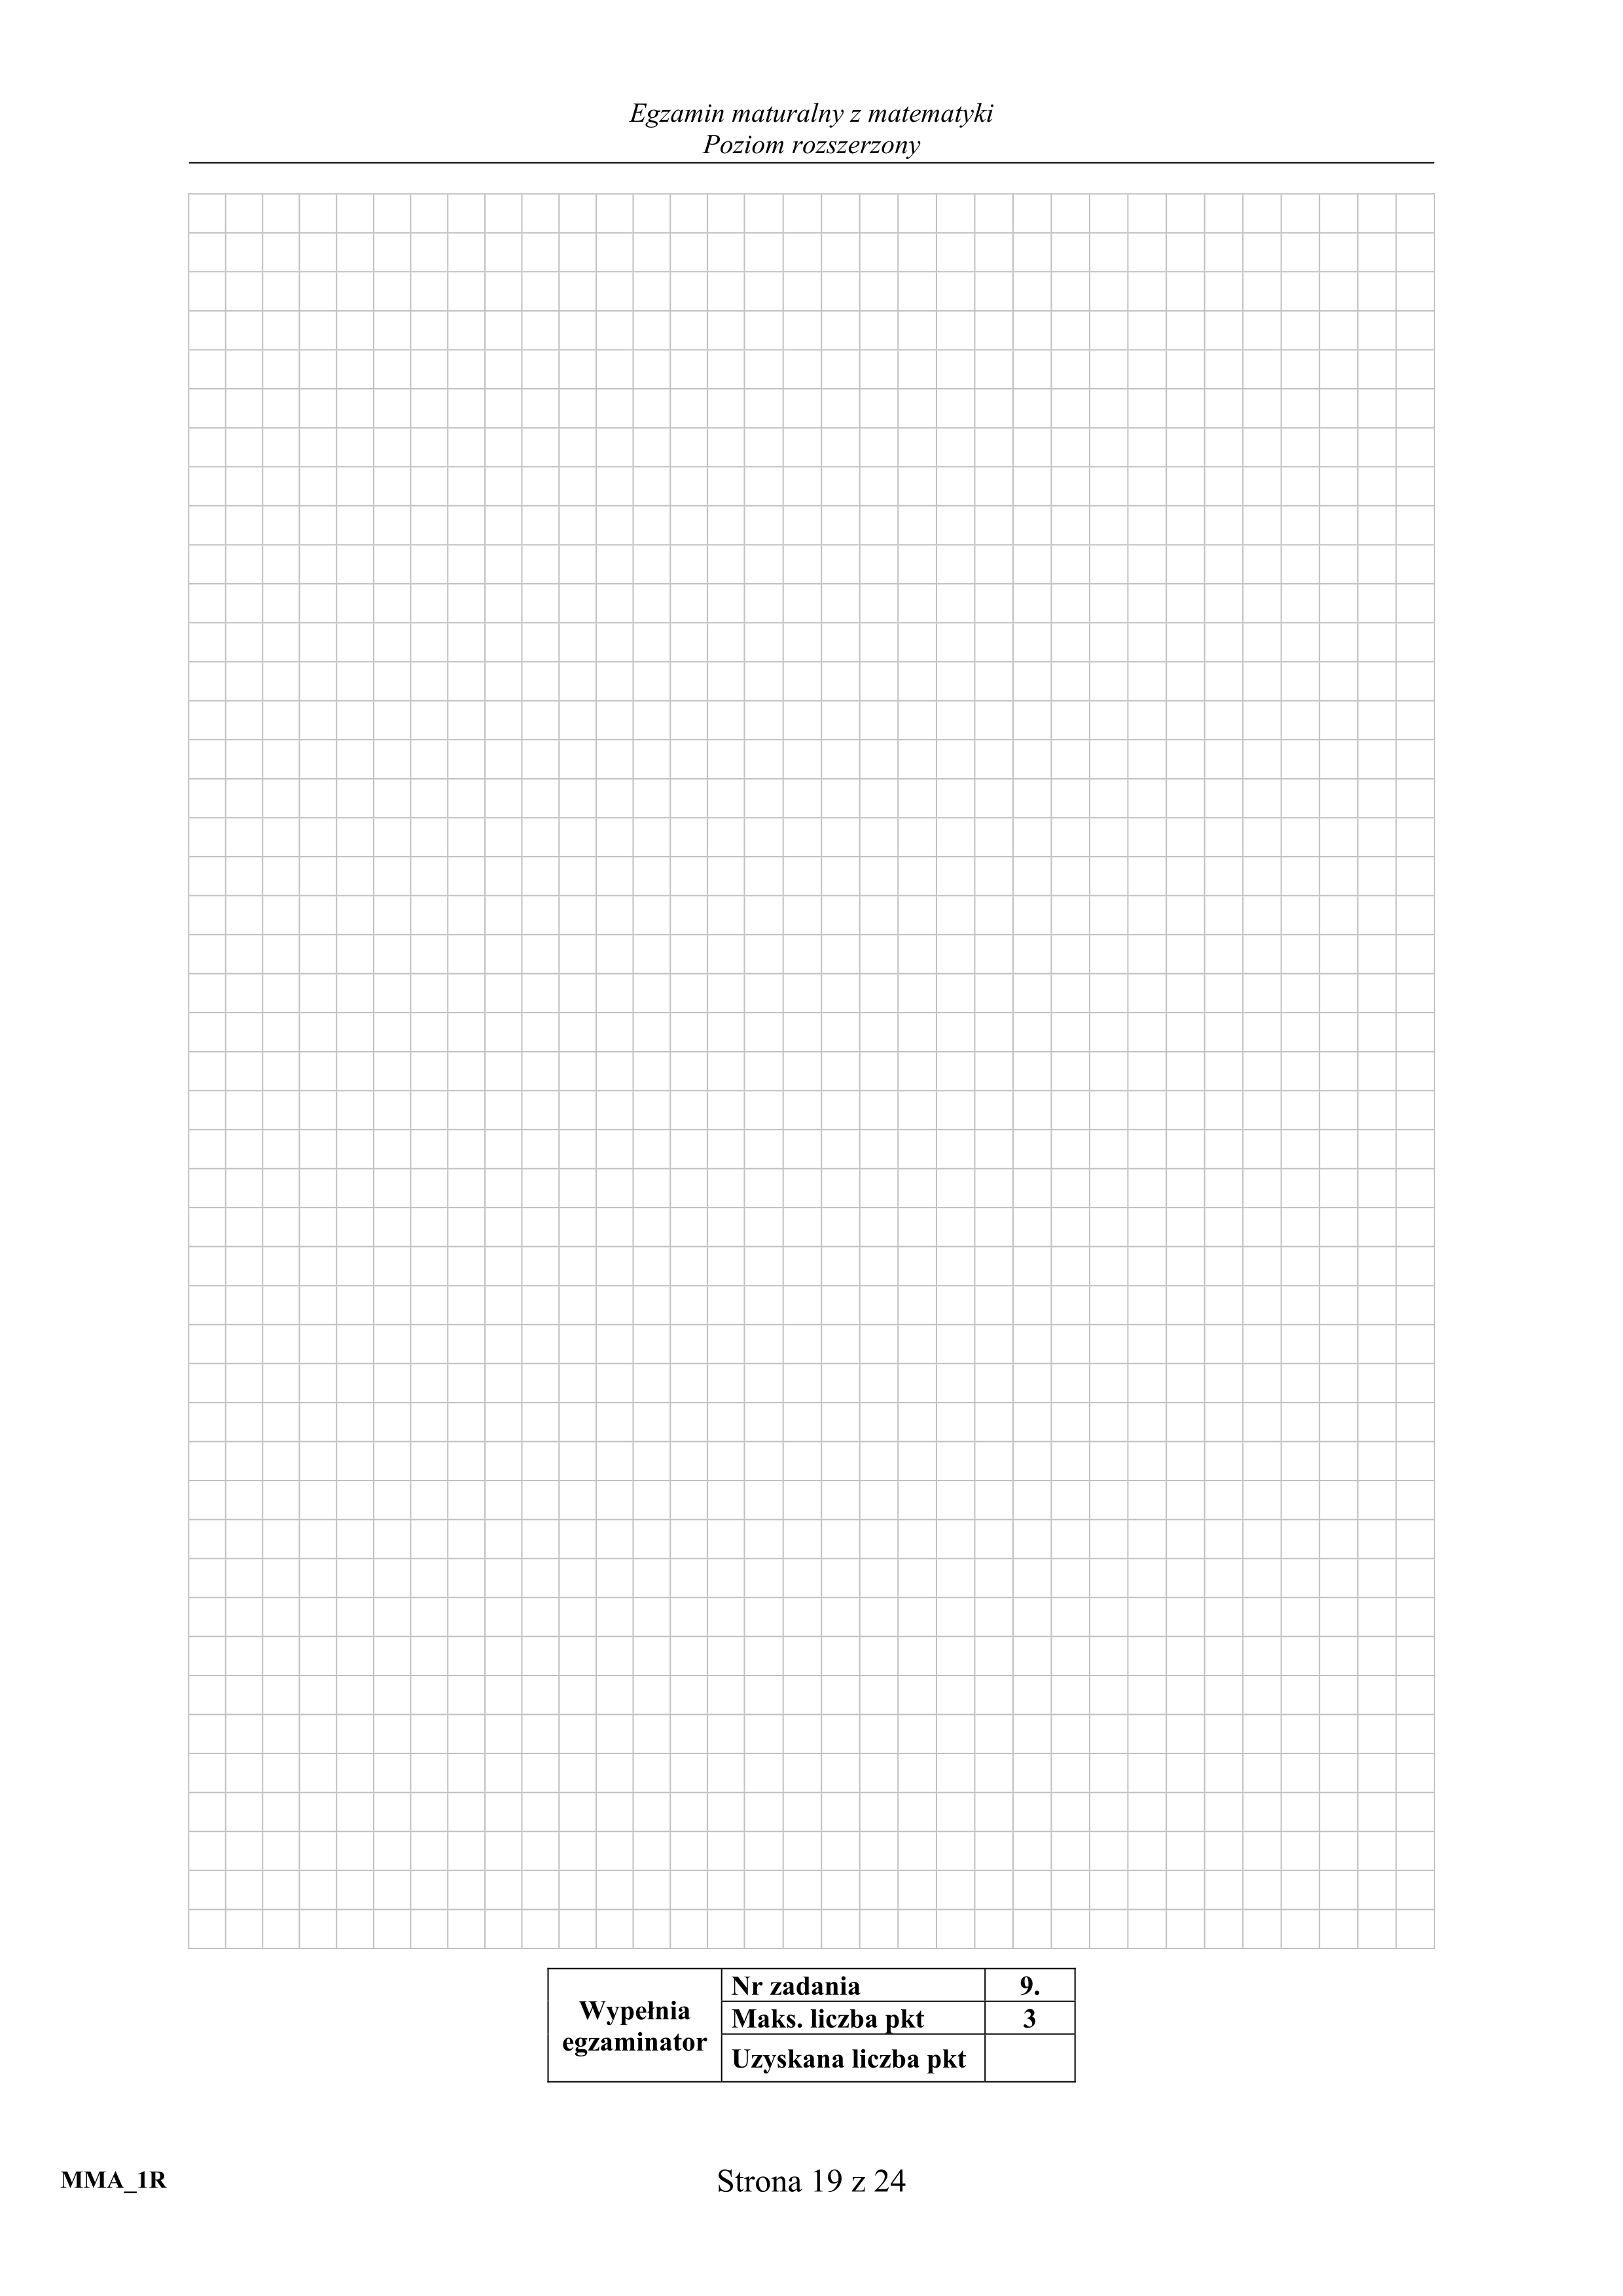 Egzamin maturalny z matematyki
Poziom rozszerzony
Wypełnia
egzaminator
Nr zadania
9.
Maks. liczba pkt
3
Uzyskana liczba pkt
MMA_1R
Strona 19 z 24